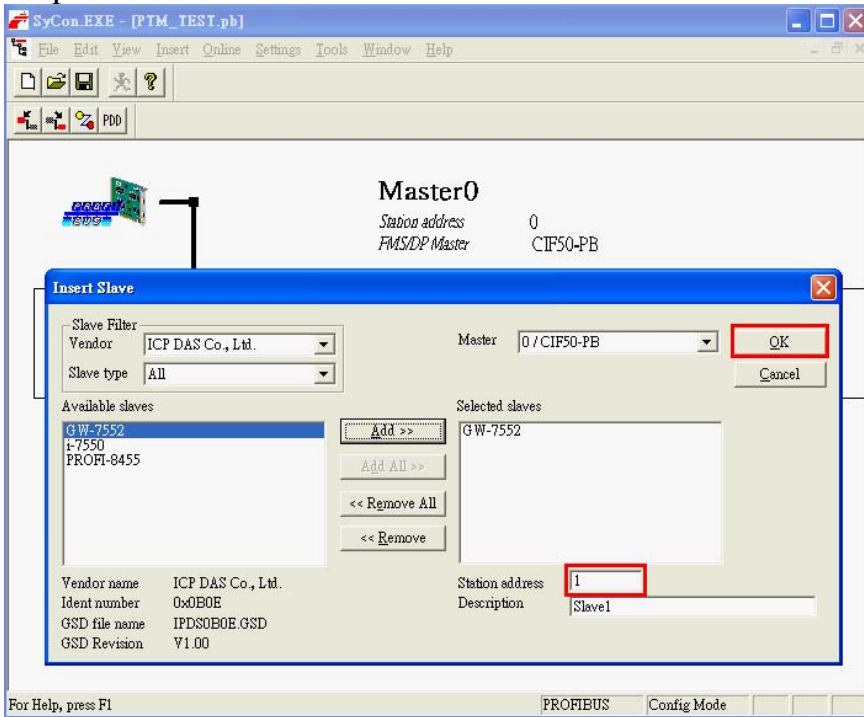 SyCon.EXE - [PTM_TEST.pb]
File Edit View Insert Online Settings Tools Window Help
PDD
Master0
Station address 0
FMS/DP Master CIF50-PB
Insert Slave
Slave Filter
Vendor ICP DAS Co., Ltd.
Master 0 / CIF50-PB
OK
Slave type All
Cancel
Available slaves
Selected slaves
GW-7552
i-7550
PROFI-8455
Add >>
Add All >>
<< Remove All
<< Remove
GW-7552
Vendor name ICP DAS Co., Ltd.
Ident number 0x0B0E
GSD file name IPDS0B0E.GSD
GSD Revision V1.00
Station address 1
Description Slave1
For Help, press F1
PROFIBUS Config Mode